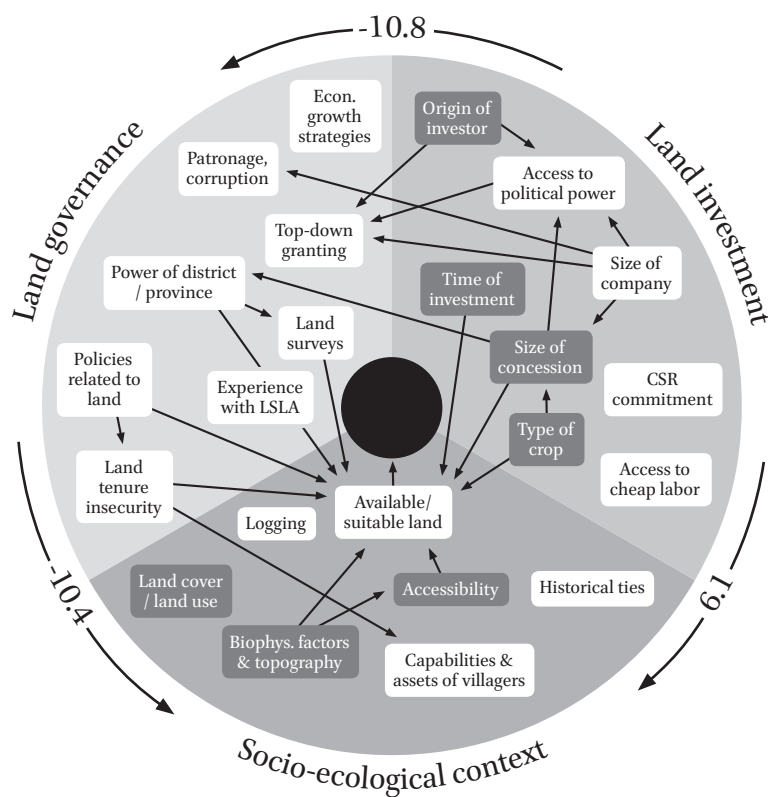 -10.8
Land governance
Land investment
Econ.
growth
strategies
Origin of
investor
Patronage,
corruption
Access to
political power
Top-down
granting
Power of district
/ province
Time of
investment
Size of
company
Land
surveys
Size of
concession
Policies
related to
land
Experience
with LSLA
CSR
commitment
Type of
crop
Land
tenure
insecurity
Access to
cheap labor
Available/
suitable land
Logging
-10.4
6.1
Land cover
/ land use
Accessibility
Historical ties
Biophys. factors
& topography
Capabilities &
assets of villagers
Socio-ecological context